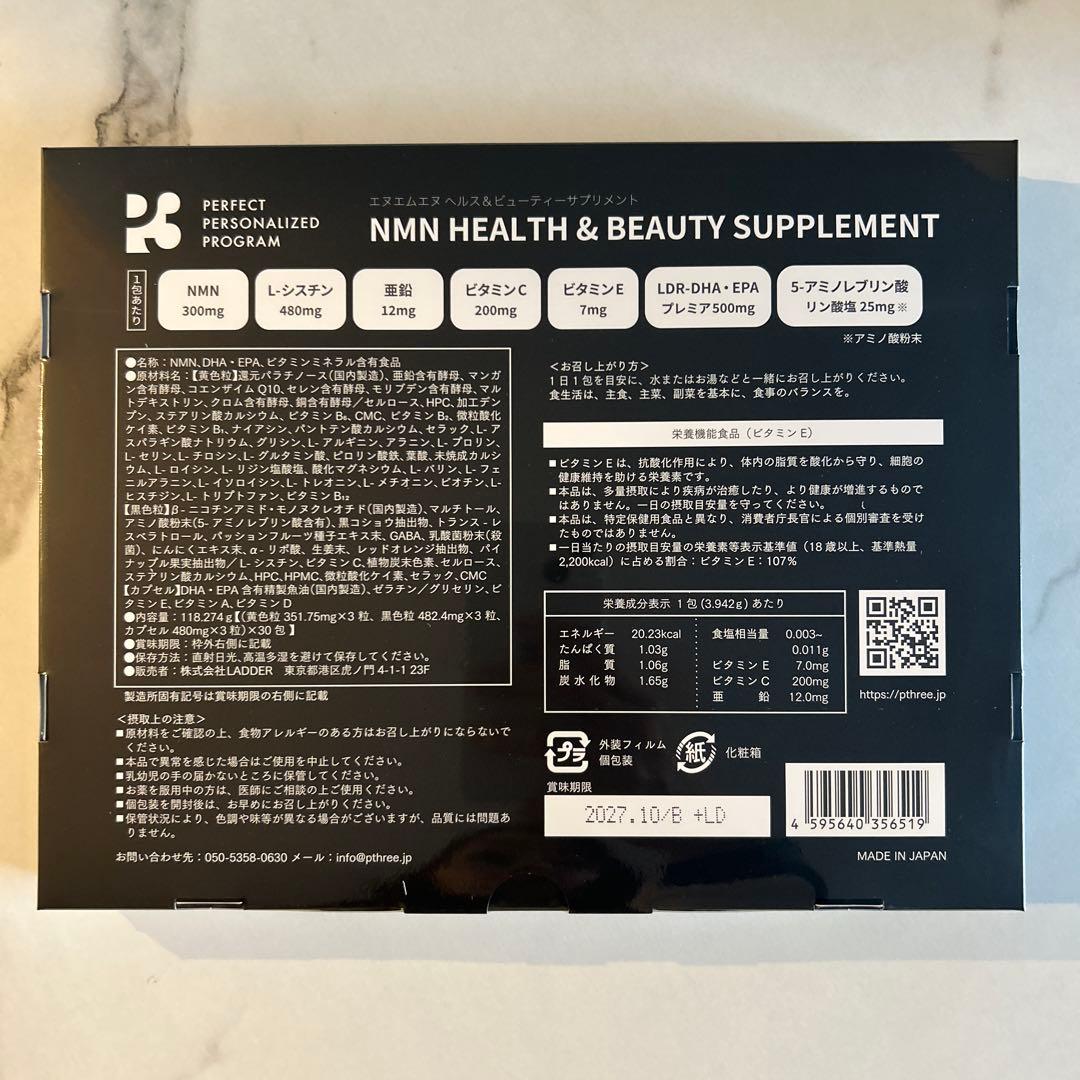 PERFECT
PERSONALIZED
PROGRAM
エヌエムエヌ ヘルス＆ビューティーサプリメント
NMN HEALTH & BEAUTY SUPPLEMENT
1包あたり
NMN
300mg
L-シスチン
480mg
亜鉛
12mg
ビタミンC
200mg
ビタミンE
7mg
LDR-DHA・EPA
プレミア500mg
5-アミノレブリン酸
リン酸塩 25mg※
※アミノ酸粉末
●名称：NMN、DHA・EPA、ビタミンミネラル含有食品
●原材料名：【黄色粒】還元パラチノース（国内製造）、亜鉛含有酵母、マンガ
ン含有酵母、コエンザイムQ10、セレン含有酵母、モリブデン含有酵母、マル
トデキストリン、クロム含有酵母、銅含有酵母／セルロース、HPC、加工デン
プン、ステアリン酸カルシウム、ビタミンB₆、CMC、ビタミンB₂、微粒酸化
ケイ素、ビタミンB₁、ナイアシン、パントテン酸カルシウム、セラック、L-ア
スパラギン酸ナトリウム、グリシン、L-アルギニン、アラニン、L-プロリン、
L-セリン、L-チロシン、L-グルタミン酸、ピロリン酸鉄、葉酸、未焼成カルシ
ウム、L-ロイシン、L-リジン塩酸塩、酸化マグネシウム、L-バリン、L-フェ
ニルアラニン、L-イソロイシン、L-トレオニン、L-メチオニン、ビオチン、L-
ヒスチジン、L-トリプトファン、ビタミンB₁₂
【黒色粒】β-ニコチンアミド・モノヌクレオチド（国内製造）、マルチトール、
アミノ酸粉末（5-アミノレブリン酸含有）、黒コショウ抽出物、トランス-レ
スベラトロール、パッションフルーツ種子エキス末、GABA、乳酸菌粉末（殺
菌）、にんにくエキス末、α-リポ酸、生姜末、レッドオレンジ抽出物、パイ
ナップル果実抽出物／L-シスチン、ビタミンC、植物炭末色素、セルロース、
ステアリン酸カルシウム、HPC、HPMC、微粒酸化ケイ素、セラック、CMC
【カプセル】DHA・EPA含有精製魚油（国内製造）、ゼラチン／グリセリン、ビ
タミンE、ビタミンA、ビタミンD
●内容量：118.274g【（黄色粒 351.75mg×3粒、黒色粒 482.4mg×3粒、
カプセル 480mg×3粒）×30包】
●賞味期限：枠外右側に記載
●保存方法：直射日光、高温多湿を避けて保存してください。
●販売者：株式会社LADDER 東京都港区虎ノ門 4-1-1 23F
製造所固有記号は賞味期限の右側に記載
＜摂取上の注意＞
■原材料をご確認の上、食物アレルギーのある方はお召し上がりにならないで
ください。
■本品で異常を感じた場合はご使用を中止してください。
■乳幼児の手の届かないところに保管してください。
■お薬を服用中の方は、医師にご相談の上ご使用ください。
■個包装を開封後は、お早めにお召し上がりください。
■保管状況により、色調や味等が異なる場合がございますが、品質には問題あ
りません。
お問い合わせ先：050-5358-0630 メール：info@pthree.jp
＜お召し上がり方＞
1日1包を目安に、水またはお湯などと一緒にお召し上がりください。
食生活は、主食、主菜、副菜を基本に、食事のバランスを。
栄養機能食品（ビタミンE）
■ビタミンEは、抗酸化作用により、体内の脂質を酸化から守り、細胞の
健康維持を助ける栄養素です。
■本品は、多量摂取により疾病が治癒したり、より健康が増進するもので
はありません。一日の摂取目安量を守ってください。
■本品は、特定保健用食品と異なり、消費者庁長官による個別審査を受け
たものではありません。
■一日当たりの摂取目安量の栄養素等表示基準値（18歳以上、基準熱量
2,200kcal）に占める割合：ビタミンE：107%
栄養成分表示 1包(3.942g)あたり
エネルギー 20.23kcal
たんぱく質 1.03g
脂質 1.06g
炭水化物 1.65g
食塩相当量 0.003~
0.011g
ビタミンE 7.0mg
ビタミンC 200mg
亜鉛 12.0mg
https://pthree.jp
プラ
外装フィルム
個包装
紙
化粧箱
賞味期限
2027.10/B +LD
4 595640 356519
MADE IN JAPAN